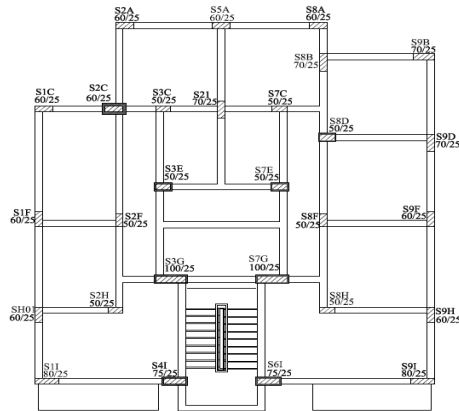 S2A
60/25
S5A
60/25
S8A
60/25
S9B
70/25
S8B
70/25
S1C
60/25
S2C
60/25
S3C
50/25
S21
70/25
S7C
50/25
S8D
50/25
S9D
70/25
S3E
50/25
S7E
50/25
S1F
60/25
S2F
50/25
S8F
50/25
S9F
60/25
S3G
100/25
S7G
100/25
SH01
60/25
S2H
50/25
S8H
50/25
S9H
60/25
S1I
80/25
S4I
75/25
S6I
75/25
S9I
80/25